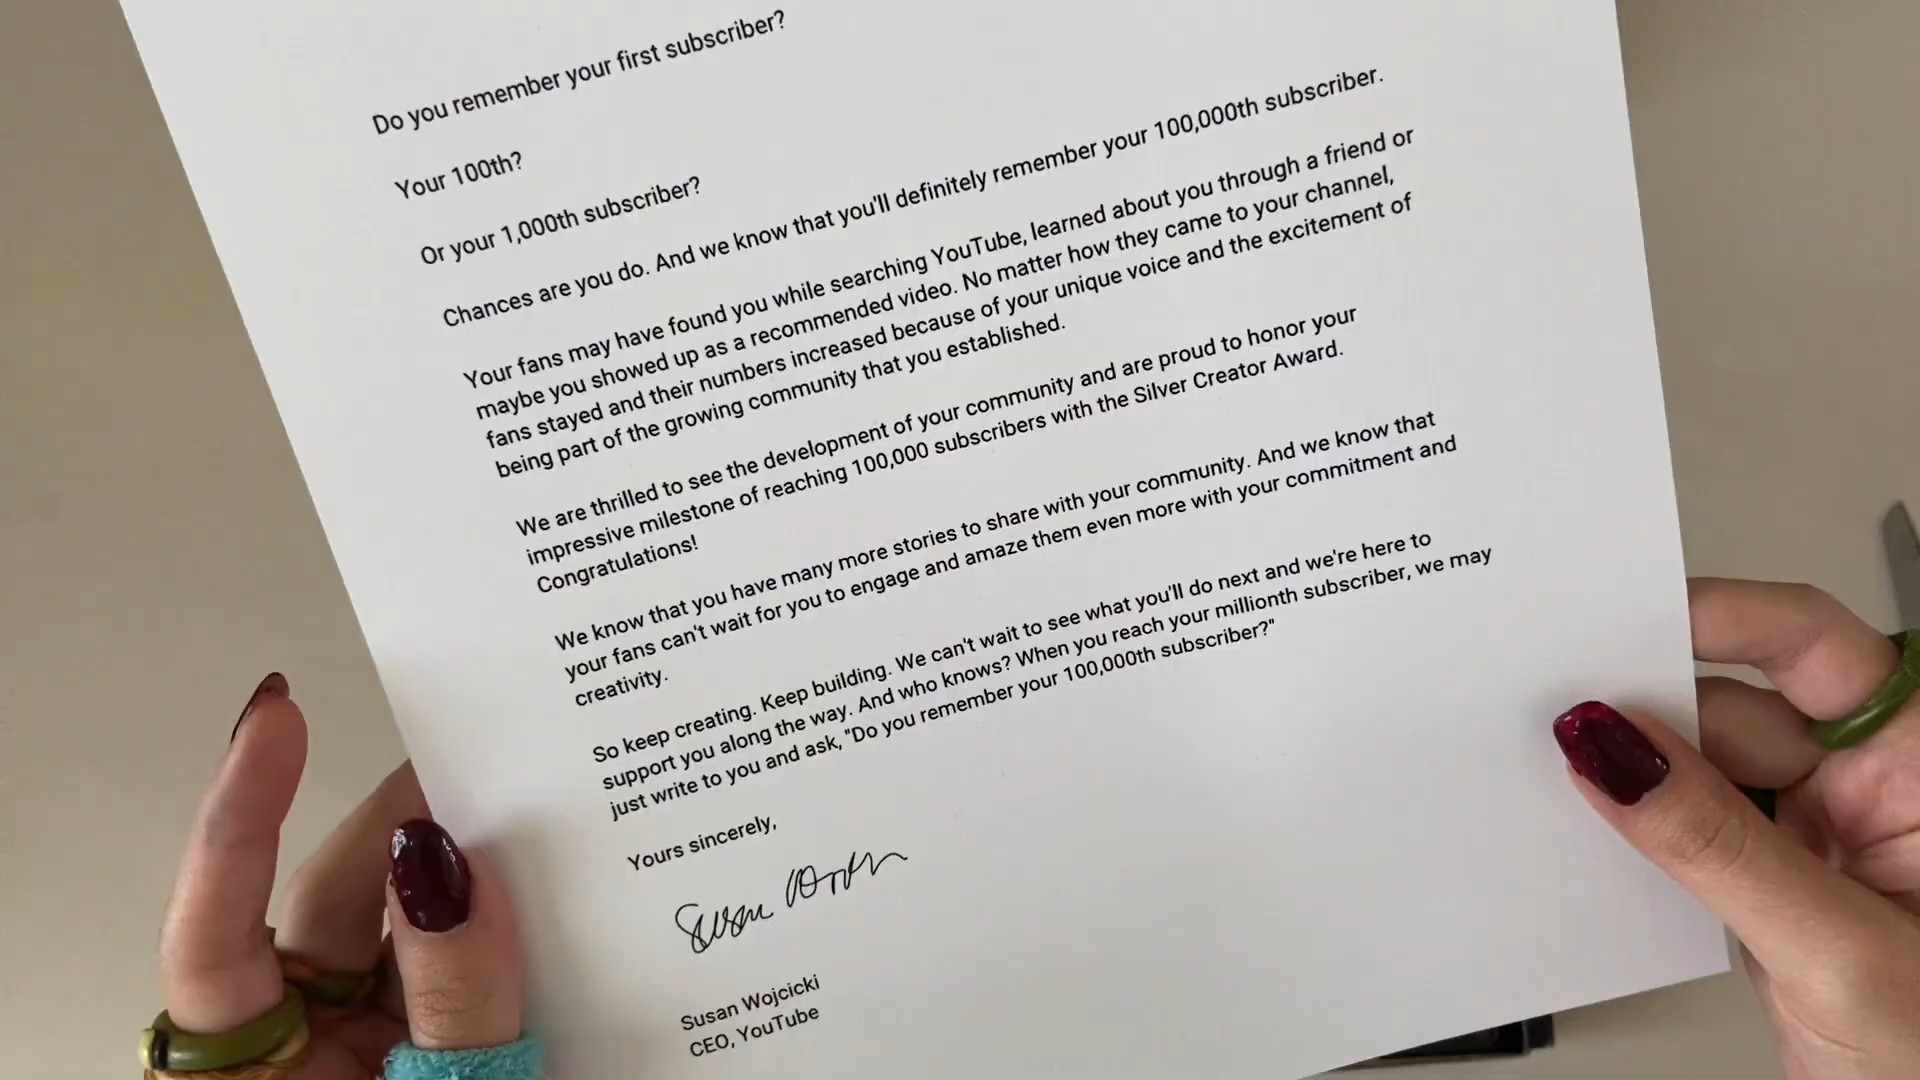 Do you remember your first subscriber?
Your 100th?
Or your 1,000th subscriber?
Chances are you do. And we know that you'll definitely remember your 100,000th subscriber.
Your fans may have found you while searching YouTube, learned about you through a friend or
maybe you showed up as a recommended video. No matter how they came to your channel,
fans stayed and their numbers increased because of your unique voice and the excitement of
being part of the growing community that you established.
We are thrilled to see the development of your community and are proud to honor your
impressive milestone of reaching 100,000 subscribers with the Silver Creator Award.
Congratulations!
We know that you have many more stories to share with your community. And we know that
your fans can't wait for you to engage and amaze them even more with your commitment and
creativity.
So keep creating. Keep building. We can't wait to see what you'll do next and we're here to
support you along the way. And who knows? When you reach your millionth subscriber, we may
just write to you and ask, "Do you remember your 100,000th subscriber?"
Yours sincerely,
Susan
Susan Wojcicki
CEO, YouTube